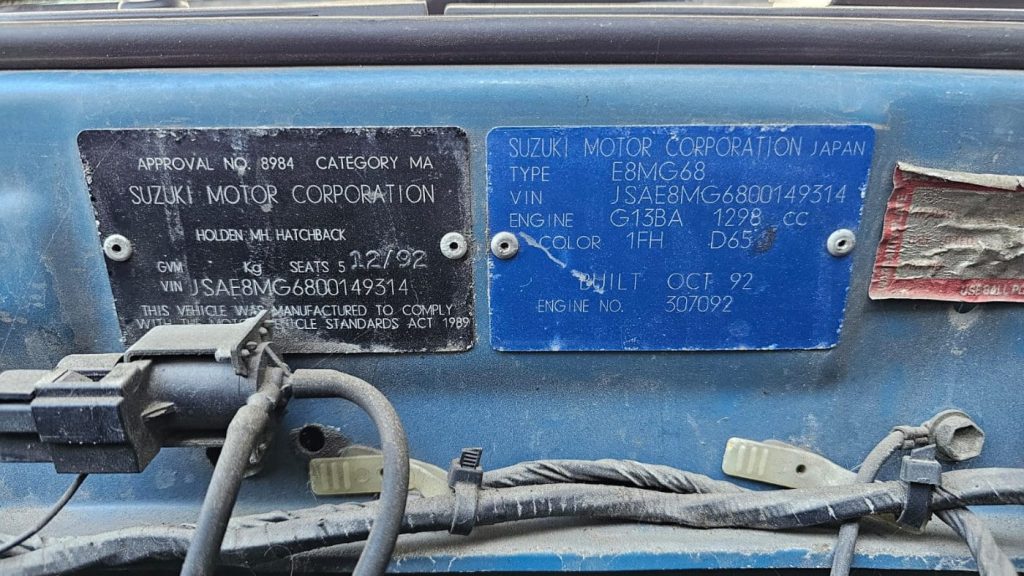 APPROVAL NO. 8984 CATEGORY MA
SUZUKI MOTOR CORPORATION
HOLDEN MH HATCHBACK
GVM Kg SEATS 5 12/92
VIN JSAE8MG6800149314
THIS VEHICLE WAS MANUFACTURED TO COMPLY
WITH THE MOTOR VEHICLE STANDARDS ACT 1989
SUZUKI MOTOR CORPORATION JAPAN
TYPE E8MG68
VIN JSAE8MG6800149314
ENGINE G13BA 1298 cc
COLOR 1FH D65
BUILT OCT 92
ENGINE NO. 307092